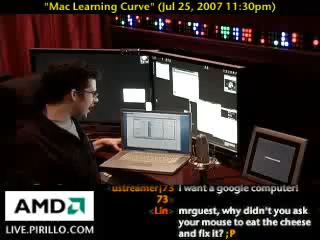 "Mac Learning Curve" (Jul 25, 2007 11:30pm)
ustreamer|73
73>
I want a google computer!
<Lin>
mrguest, why didn't you ask
your mouse to eat the cheese
and fix it? ;P
AMD
LIVE.PIRILLO.COM